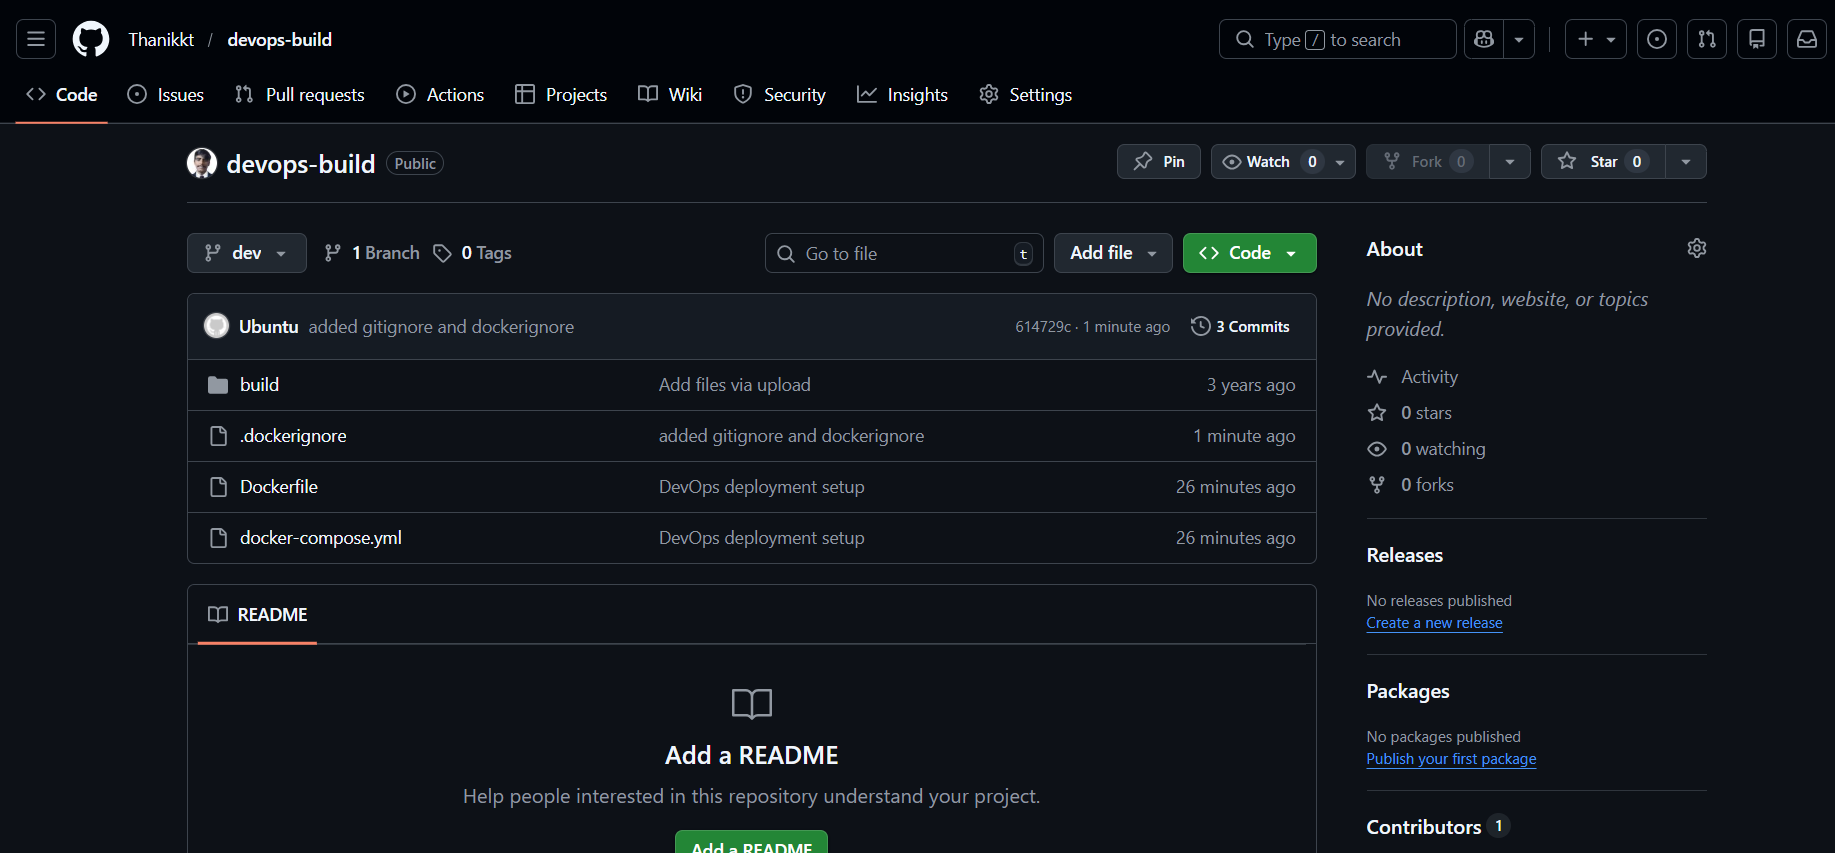 Thanikkt / devops-build
Type / to search
Code Issues Pull requests Actions Projects Wiki Security Insights Settings
devops-build Public
Pin Watch 0 Fork 0 Star 0
dev 1 Branch 0 Tags
Go to file t Add file Code
Ubuntu added gitignore and dockerignore 614729c · 1 minute ago 3 Commits
build Add files via upload 3 years ago
.dockerignore added gitignore and dockerignore 1 minute ago
Dockerfile DevOps deployment setup 26 minutes ago
docker-compose.yml DevOps deployment setup 26 minutes ago
README
Add a README
Help people interested in this repository understand your project.
Add a README
About
No description, website, or topics
provided.
Activity
0 stars
0 watching
0 forks
Releases
No releases published
Create a new release
Packages
No packages published
Publish your first package
Contributors 1